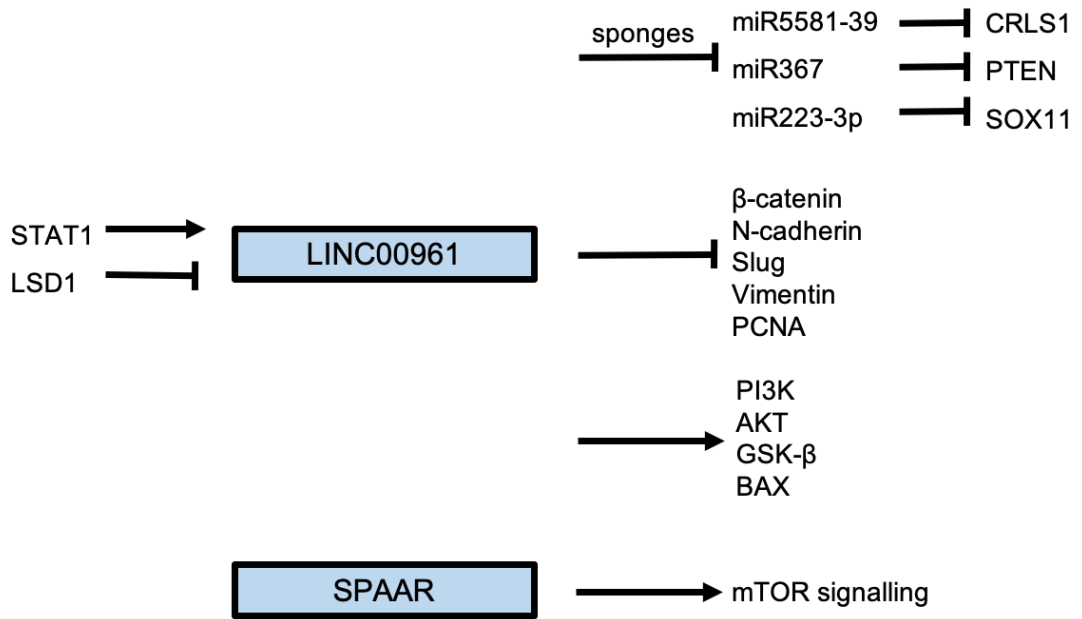 sponges
miR5581-39
CRLS1
miR367
PTEN
miR223-3p
SOX11
STAT1
LSD1
LINC00961
β-catenin
N-cadherin
Slug
Vimentin
PCNA
PI3K
AKT
GSK-β
BAX
SPAAR
mTOR signalling